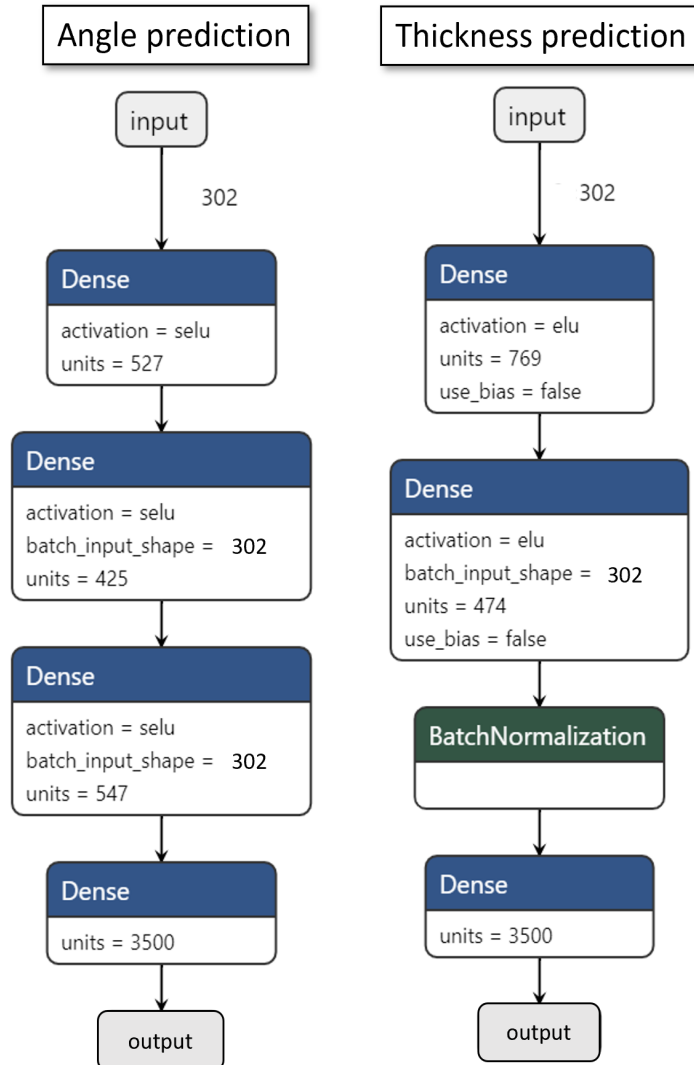 Angle prediction
input
302
Dense
activation = selu
units = 527
Dense
activation = selu
batch_input_shape = 302
units = 425
Dense
activation = selu
batch_input_shape = 302
units = 547
Dense
units = 3500
output
Thickness prediction
input
302
Dense
activation = elu
units = 769
use_bias = false
Dense
activation = elu
batch_input_shape = 302
units = 474
use_bias = false
BatchNormalization
Dense
units = 3500
output